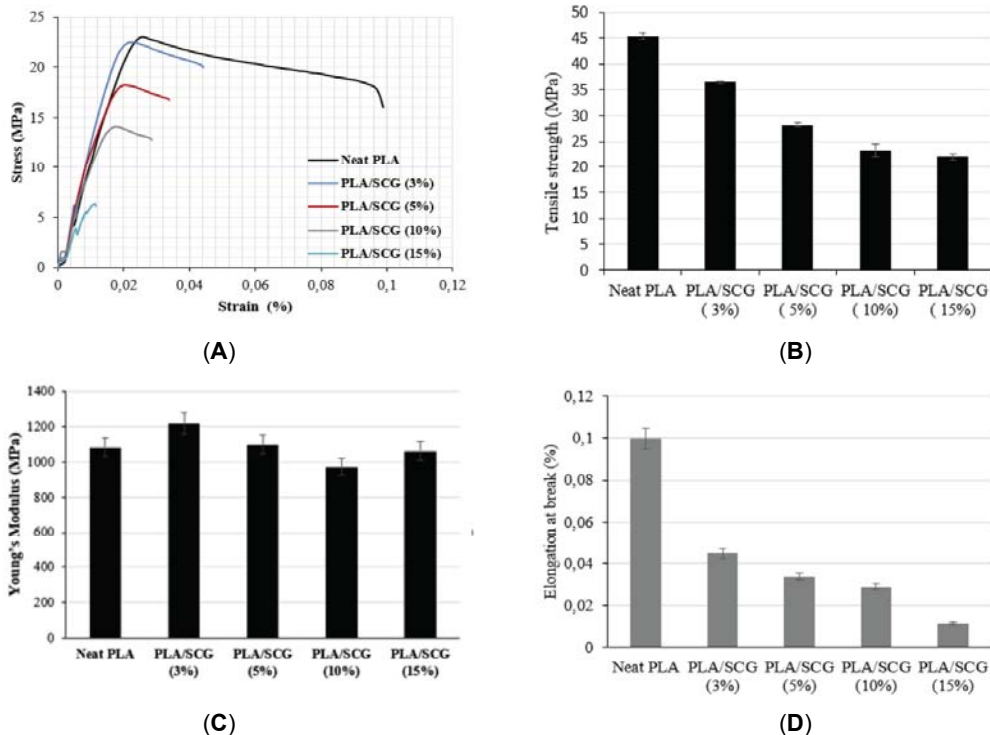 25
20
15
10
5
0
Stress (MPa)
Neat PLA
PLA/SCG (3%)
PLA/SCG (5%)
PLA/SCG (10%)
PLA/SCG (15%)
0 0,02 0,04 0,06 0,08 0,1 0,12
Strain (%)
(A)
50
45
40
35
30
25
20
15
10
5
0
Tensile strength (MPa)
Neat PLA PLA/SCG PLA/SCG PLA/SCG PLA/SCG
( 3%) ( 5%) ( 10%) ( 15%)
(B)
1400
1200
1000
800
600
400
200
0
Young's Modulus (MPa)
Neat PLA PLA/SCG PLA/SCG PLA/SCG PLA/SCG
(3%) (5%) (10%) (15%)
(C)
0,12
0,1
0,08
0,06
0,04
0,02
0
Elongation at break (%)
Neat PLA PLA/SCG PLA/SCG PLA/SCG PLA/SCG
(3%) (5%) (10%) (15%)
(D)